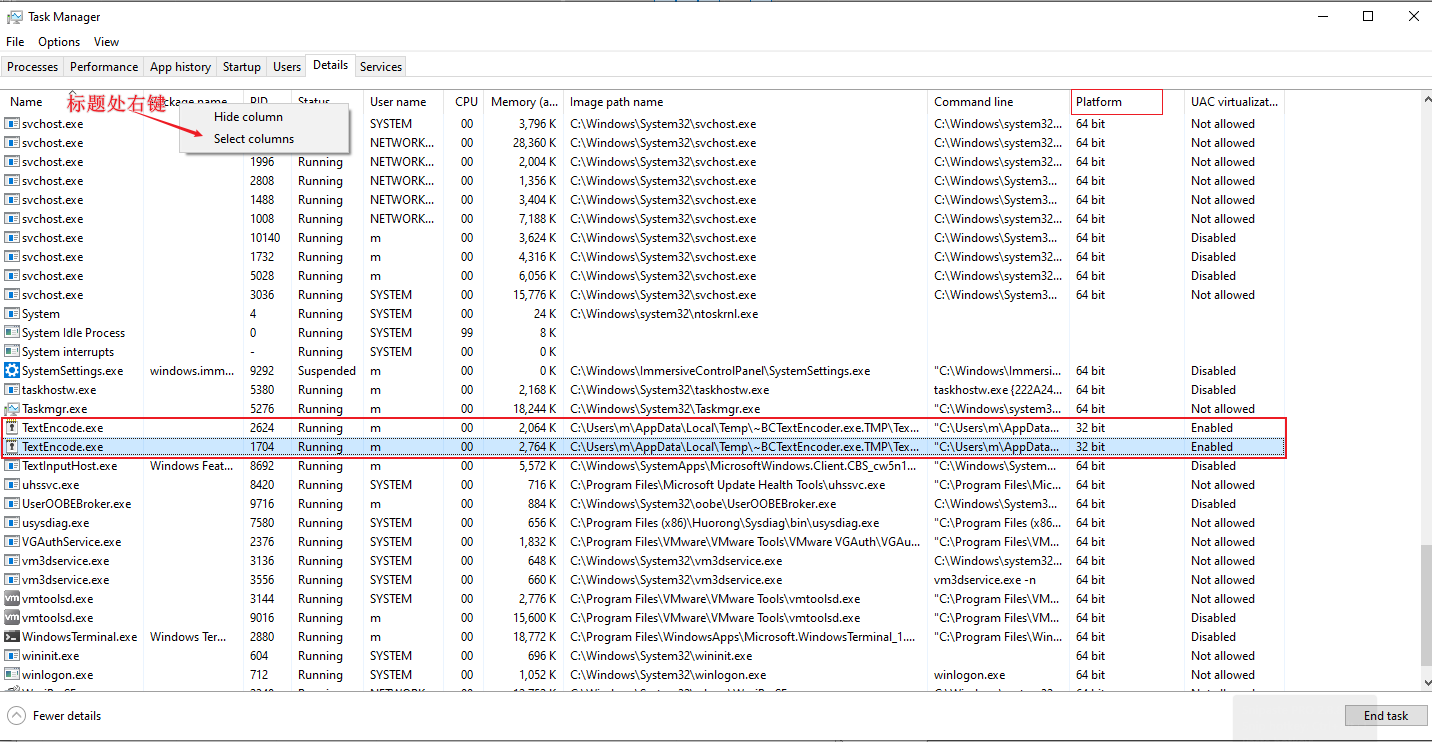 Task Manager
File Options View
Processes Performance App history Startup Users Details Services
Name PID Status User name CPU Memory (a... Image path name Command line Platform UAC virtualizat...
标题处右键
Hide column
Select columns
svchost.exe SYSTEM 00 3,796 K C:\Windows\System32\svchost.exe C:\Windows\system32... 64 bit Not allowed
svchost.exe NETWORK... 00 28,360 K C:\Windows\System32\svchost.exe C:\Windows\system32... 64 bit Not allowed
svchost.exe 1996 Running NETWORK... 00 2,004 K C:\Windows\System32\svchost.exe C:\Windows\system32... 64 bit Not allowed
svchost.exe 2808 Running NETWORK... 00 1,356 K C:\Windows\System32\svchost.exe C:\Windows\System3... 64 bit Not allowed
svchost.exe 1488 Running NETWORK... 00 3,404 K C:\Windows\System32\svchost.exe C:\Windows\System3... 64 bit Not allowed
svchost.exe 1008 Running NETWORK... 00 7,188 K C:\Windows\System32\svchost.exe C:\Windows\system32... 64 bit Not allowed
svchost.exe 10140 Running m 00 3,624 K C:\Windows\System32\svchost.exe C:\Windows\System3... 64 bit Disabled
svchost.exe 1732 Running m 00 4,316 K C:\Windows\System32\svchost.exe C:\Windows\system32... 64 bit Disabled
svchost.exe 5028 Running m 00 6,056 K C:\Windows\System32\svchost.exe C:\Windows\system32... 64 bit Disabled
svchost.exe 3036 Running SYSTEM 00 15,776 K C:\Windows\System32\svchost.exe C:\Windows\System3... 64 bit Not allowed
System 4 Running SYSTEM 00 24 K C:\Windows\system32\ntoskrnl.exe 64 bit
System Idle Process 0 Running SYSTEM 99 8 K
System interrupts - Running SYSTEM 00 0 K
SystemSettings.exe windows.imm... 9292 Suspended m 00 0 K C:\Windows\ImmersiveControlPanel\SystemSettings.exe "C:\Windows\Immersi... 64 bit Disabled
taskhostw.exe 5380 Running m 00 2,168 K C:\Windows\System32\taskhostw.exe taskhostw.exe {222A24... 64 bit Disabled
Taskmgr.exe 5276 Running m 00 18,244 K C:\Windows\System32\Taskmgr.exe "C:\Windows\system3... 64 bit Not allowed
TextEncode.exe 2624 Running m 00 2,064 K C:\Users\m\AppData\Local\Temp\~BCTextEncoder.exe.TMP\Tex... "C:\Users\m\AppData... 32 bit Enabled
TextEncode.exe 1704 Running m 00 2,764 K C:\Users\m\AppData\Local\Temp\~BCTextEncoder.exe.TMP\Tex... "C:\Users\m\AppData... 32 bit Enabled
TextInputHost.exe Windows Feat... 8692 Running m 00 5,572 K C:\Windows\SystemApps\MicrosoftWindows.Client.CBS_cw5n1... "C:\Windows\System... 64 bit Disabled
uhssvc.exe 8420 Running SYSTEM 00 716 K C:\Program Files\Microsoft Update Health Tools\uhssvc.exe "C:\Program Files\Mic... 64 bit Not allowed
UserOOBEBroker.exe 9716 Running m 00 884 K C:\Windows\System32\oobe\UserOOBEBroker.exe C:\Windows\System3... 64 bit Disabled
usysdiag.exe 7580 Running SYSTEM 00 656 K C:\Program Files (x86)\Huorong\Sysdiag\bin\usysdiag.exe "C:\Program Files (x86... 64 bit Not allowed
VGAuthService.exe 2376 Running SYSTEM 00 1,832 K C:\Program Files\VMware\VMware Tools\VMware VGAuth\VGAu... "C:\Program Files\VM... 64 bit Not allowed
vm3dservice.exe 3136 Running SYSTEM 00 648 K C:\Windows\System32\vm3dservice.exe C:\Windows\system32... 64 bit Not allowed
vm3dservice.exe 3556 Running SYSTEM 00 660 K C:\Windows\System32\vm3dservice.exe vm3dservice.exe -n 64 bit Not allowed
vmtoolsd.exe 3144 Running SYSTEM 00 2,776 K C:\Program Files\VMware\VMware Tools\vmtoolsd.exe "C:\Program Files\VM... 64 bit Not allowed
vmtoolsd.exe 9016 Running m 00 15,600 K C:\Program Files\VMware\VMware Tools\vmtoolsd.exe "C:\Program Files\VM... 64 bit Disabled
WindowsTerminal.exe Windows Ter... 2880 Running m 00 18,772 K C:\Program Files\WindowsApps\Microsoft.WindowsTerminal_1.... "C:\Program Files\Win... 64 bit Disabled
wininit.exe 604 Running SYSTEM 00 696 K C:\Windows\System32\wininit.exe 64 bit Not allowed
winlogon.exe 712 Running SYSTEM 00 1,052 K C:\Windows\System32\winlogon.exe winlogon.exe 64 bit Not allowed
Fewer details End task